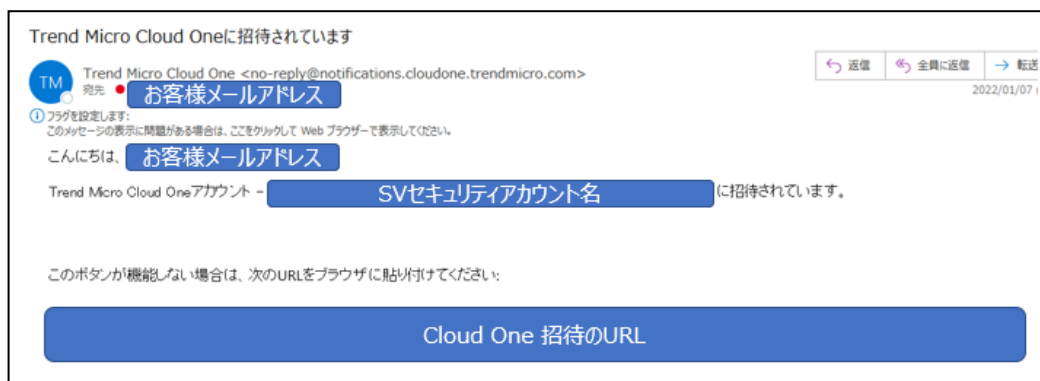 Trend Micro Cloud Oneに招待されています
TM
Trend Micro Cloud One <no-reply@notifications.cloudone.trendmicro.com>
返信 全員に返信 転送
宛先 お客様メールアドレス
2022/01/07
フラグを設定します:
このメッセージの表示に問題がある場合は、ここをクリックして Web ブラウザーで表示してください。
こんにちは、お客様メールアドレス
Trend Micro Cloud Oneアカウント - SVセキュリティアカウント名 に招待されています。
このボタンが機能しない場合は、次のURLをブラウザに貼り付けてください:
Cloud One 招待のURL